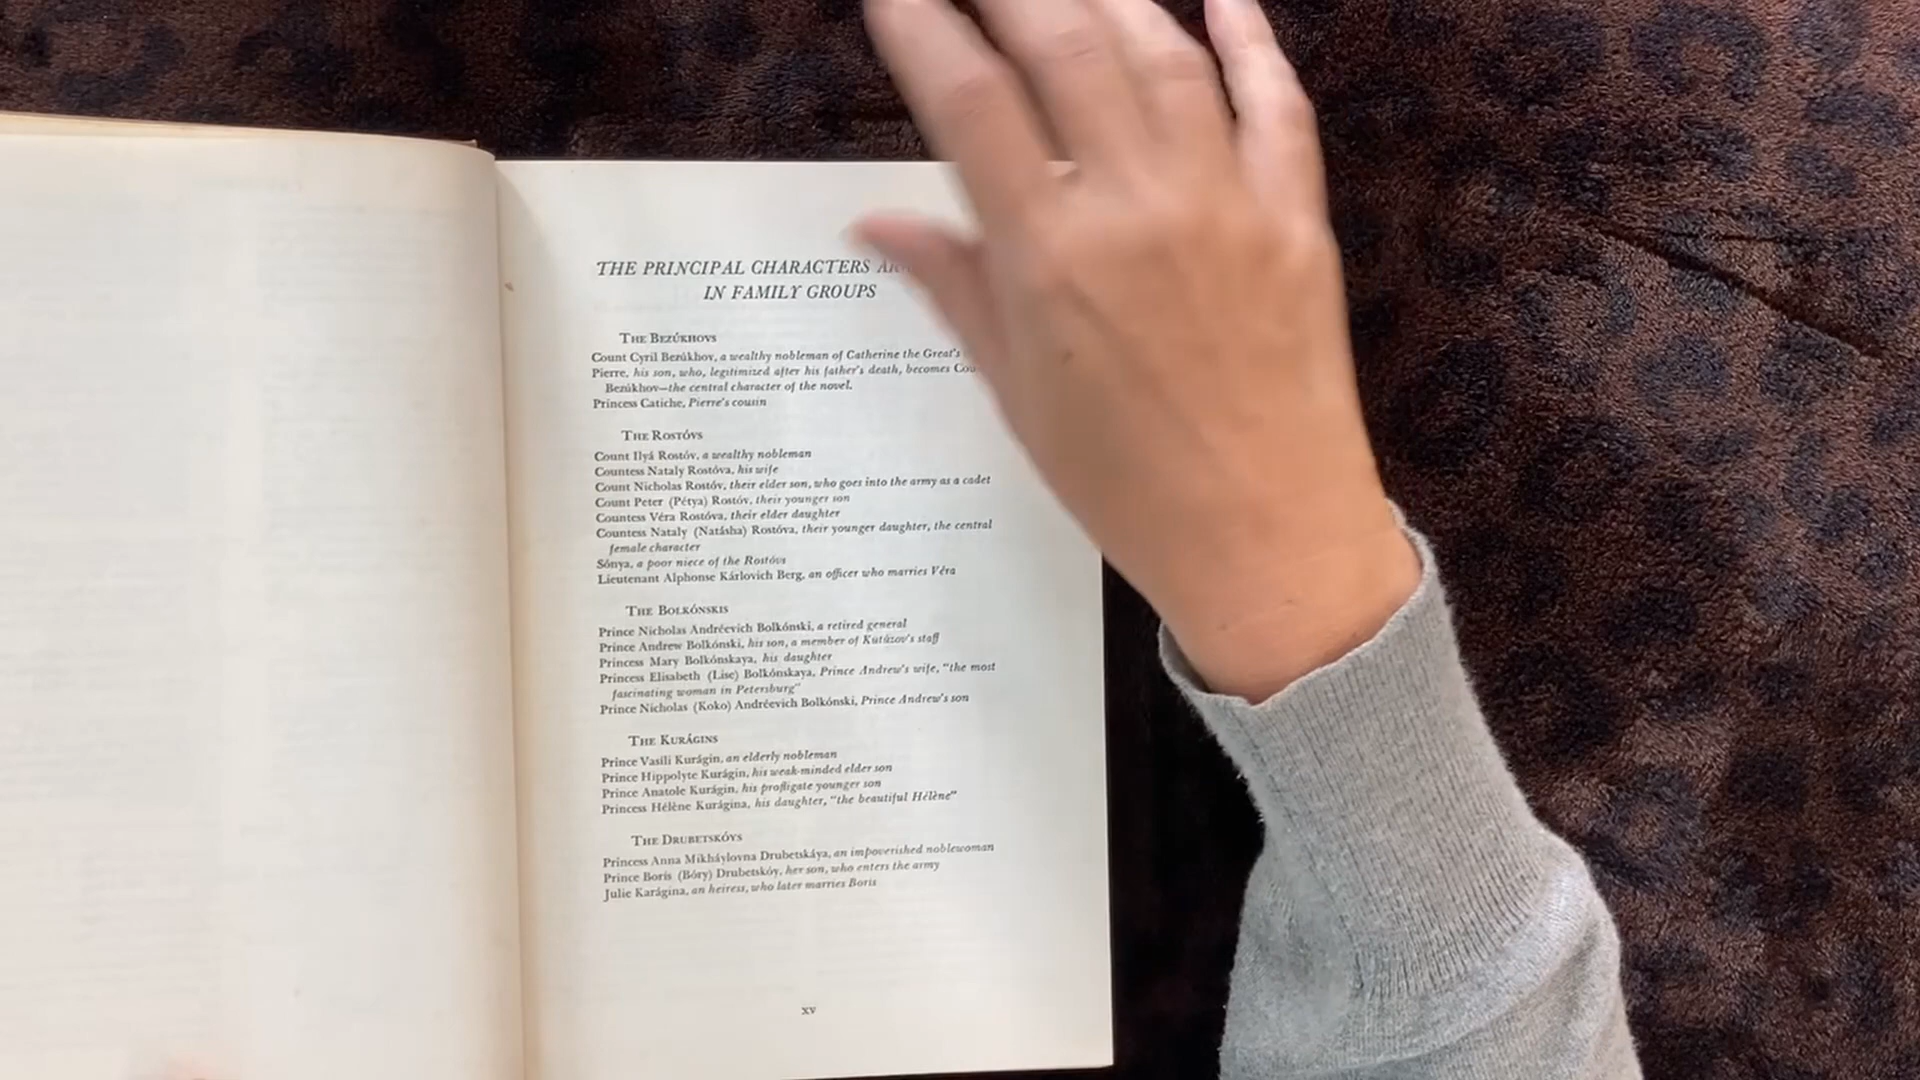 THE PRINCIPAL CHARACTERS
IN FAMILY GROUPS
THE BEZÚKHOVS
Count Cyril Bezúkhov, a wealthy nobleman of Catherine the Great's
Pierre, his son, who, legitimized after his father's death, becomes
Bezúkhov—the central character of the novel.
Princess Catiche, Pierre's cousin
THE ROSTÓVS
Count Ilyá Rostóv, a wealthy nobleman
Countess Nataly Rostóva, his wife
Count Nicholas Rostóv, their elder son, who goes into the army as a cadet
Count Peter (Pétya) Rostóv, their younger son
Countess Véra Rostóva, their elder daughter
Countess Nataly (Natásha) Rostóva, their younger daughter, the central
female character
Sónya, a poor niece of the Rostóvs
Lieutenant Alphonse Kárlovich Berg, an officer who marries Véra
THE BOLKÓNSKIS
Prince Nicholas Andréevich Bolkónski, a retired general
Prince Andrew Bolkónski, his son, a member of Kutúzov's staff
Princess Mary Bolkónskaya, his daughter
Princess Elisabeth (Lise) Bolkónskaya, Prince Andrew's wife, "the most
fascinating woman in Petersburg"
Prince Nicholas (Koko) Andréevich Bolkónski, Prince Andrew's son
THE KURÁGINS
Prince Vasíli Kurágin, an elderly nobleman
Prince Hippolyte Kurágin, his weak-minded elder son
Prince Anatole Kurágin, his profligate younger son
Princess Hélène Kurágina, his daughter, "the beautiful Hélène"
THE DRUBETSKÓYS
Princess Anna Mikháylovna Drubetskáya, an impoverished noblewoman
Prince Borís (Bóry) Drubetskóy, her son, who enters the army
Julie Karágina, an heiress, who later marries Borís
xv